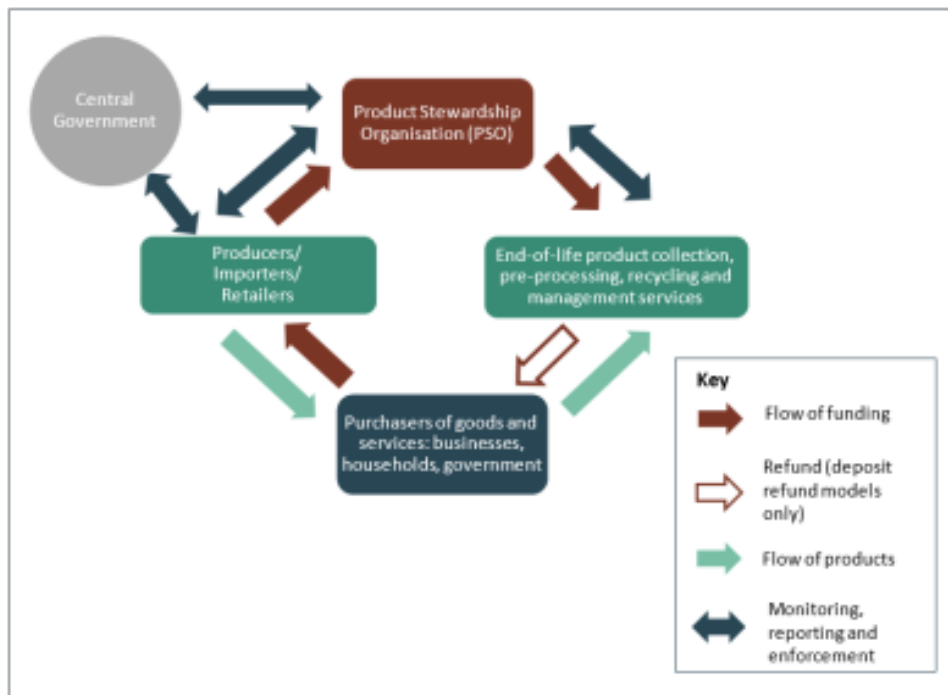 Central
Government
Product Stewardship
Organisation (PSO)
Producers/
Importers/
Retailers
End-of-life product collection,
pre-processing, recycling and
management services
Purchasers of goods and
services: businesses,
households, government
Key
Flow of funding
Refund (deposit
refund models
only)
Flow of products
Monitoring,
reporting and
enforcement